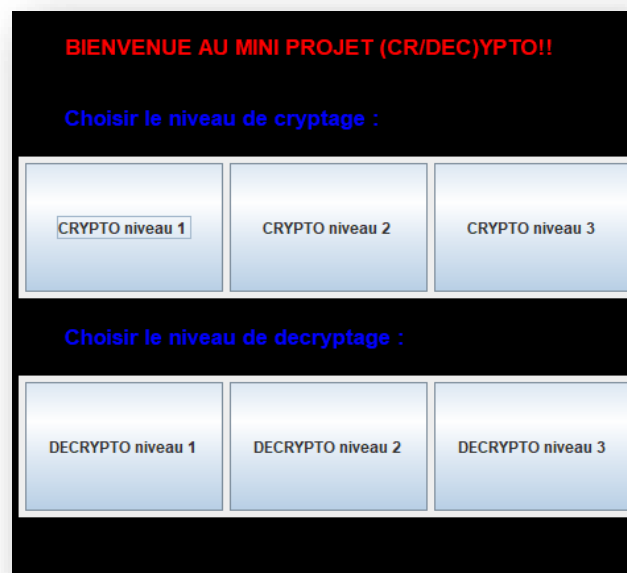 BIENVENUE AU MINI PROJET (CR/DEC)YPTO!!
Choisir le niveau de cryptage :
CRYPTO niveau 1 CRYPTO niveau 2 CRYPTO niveau 3
Choisir le niveau de decryptage :
DECRYPTO niveau 1 DECRYPTO niveau 2 DECRYPTO niveau 3